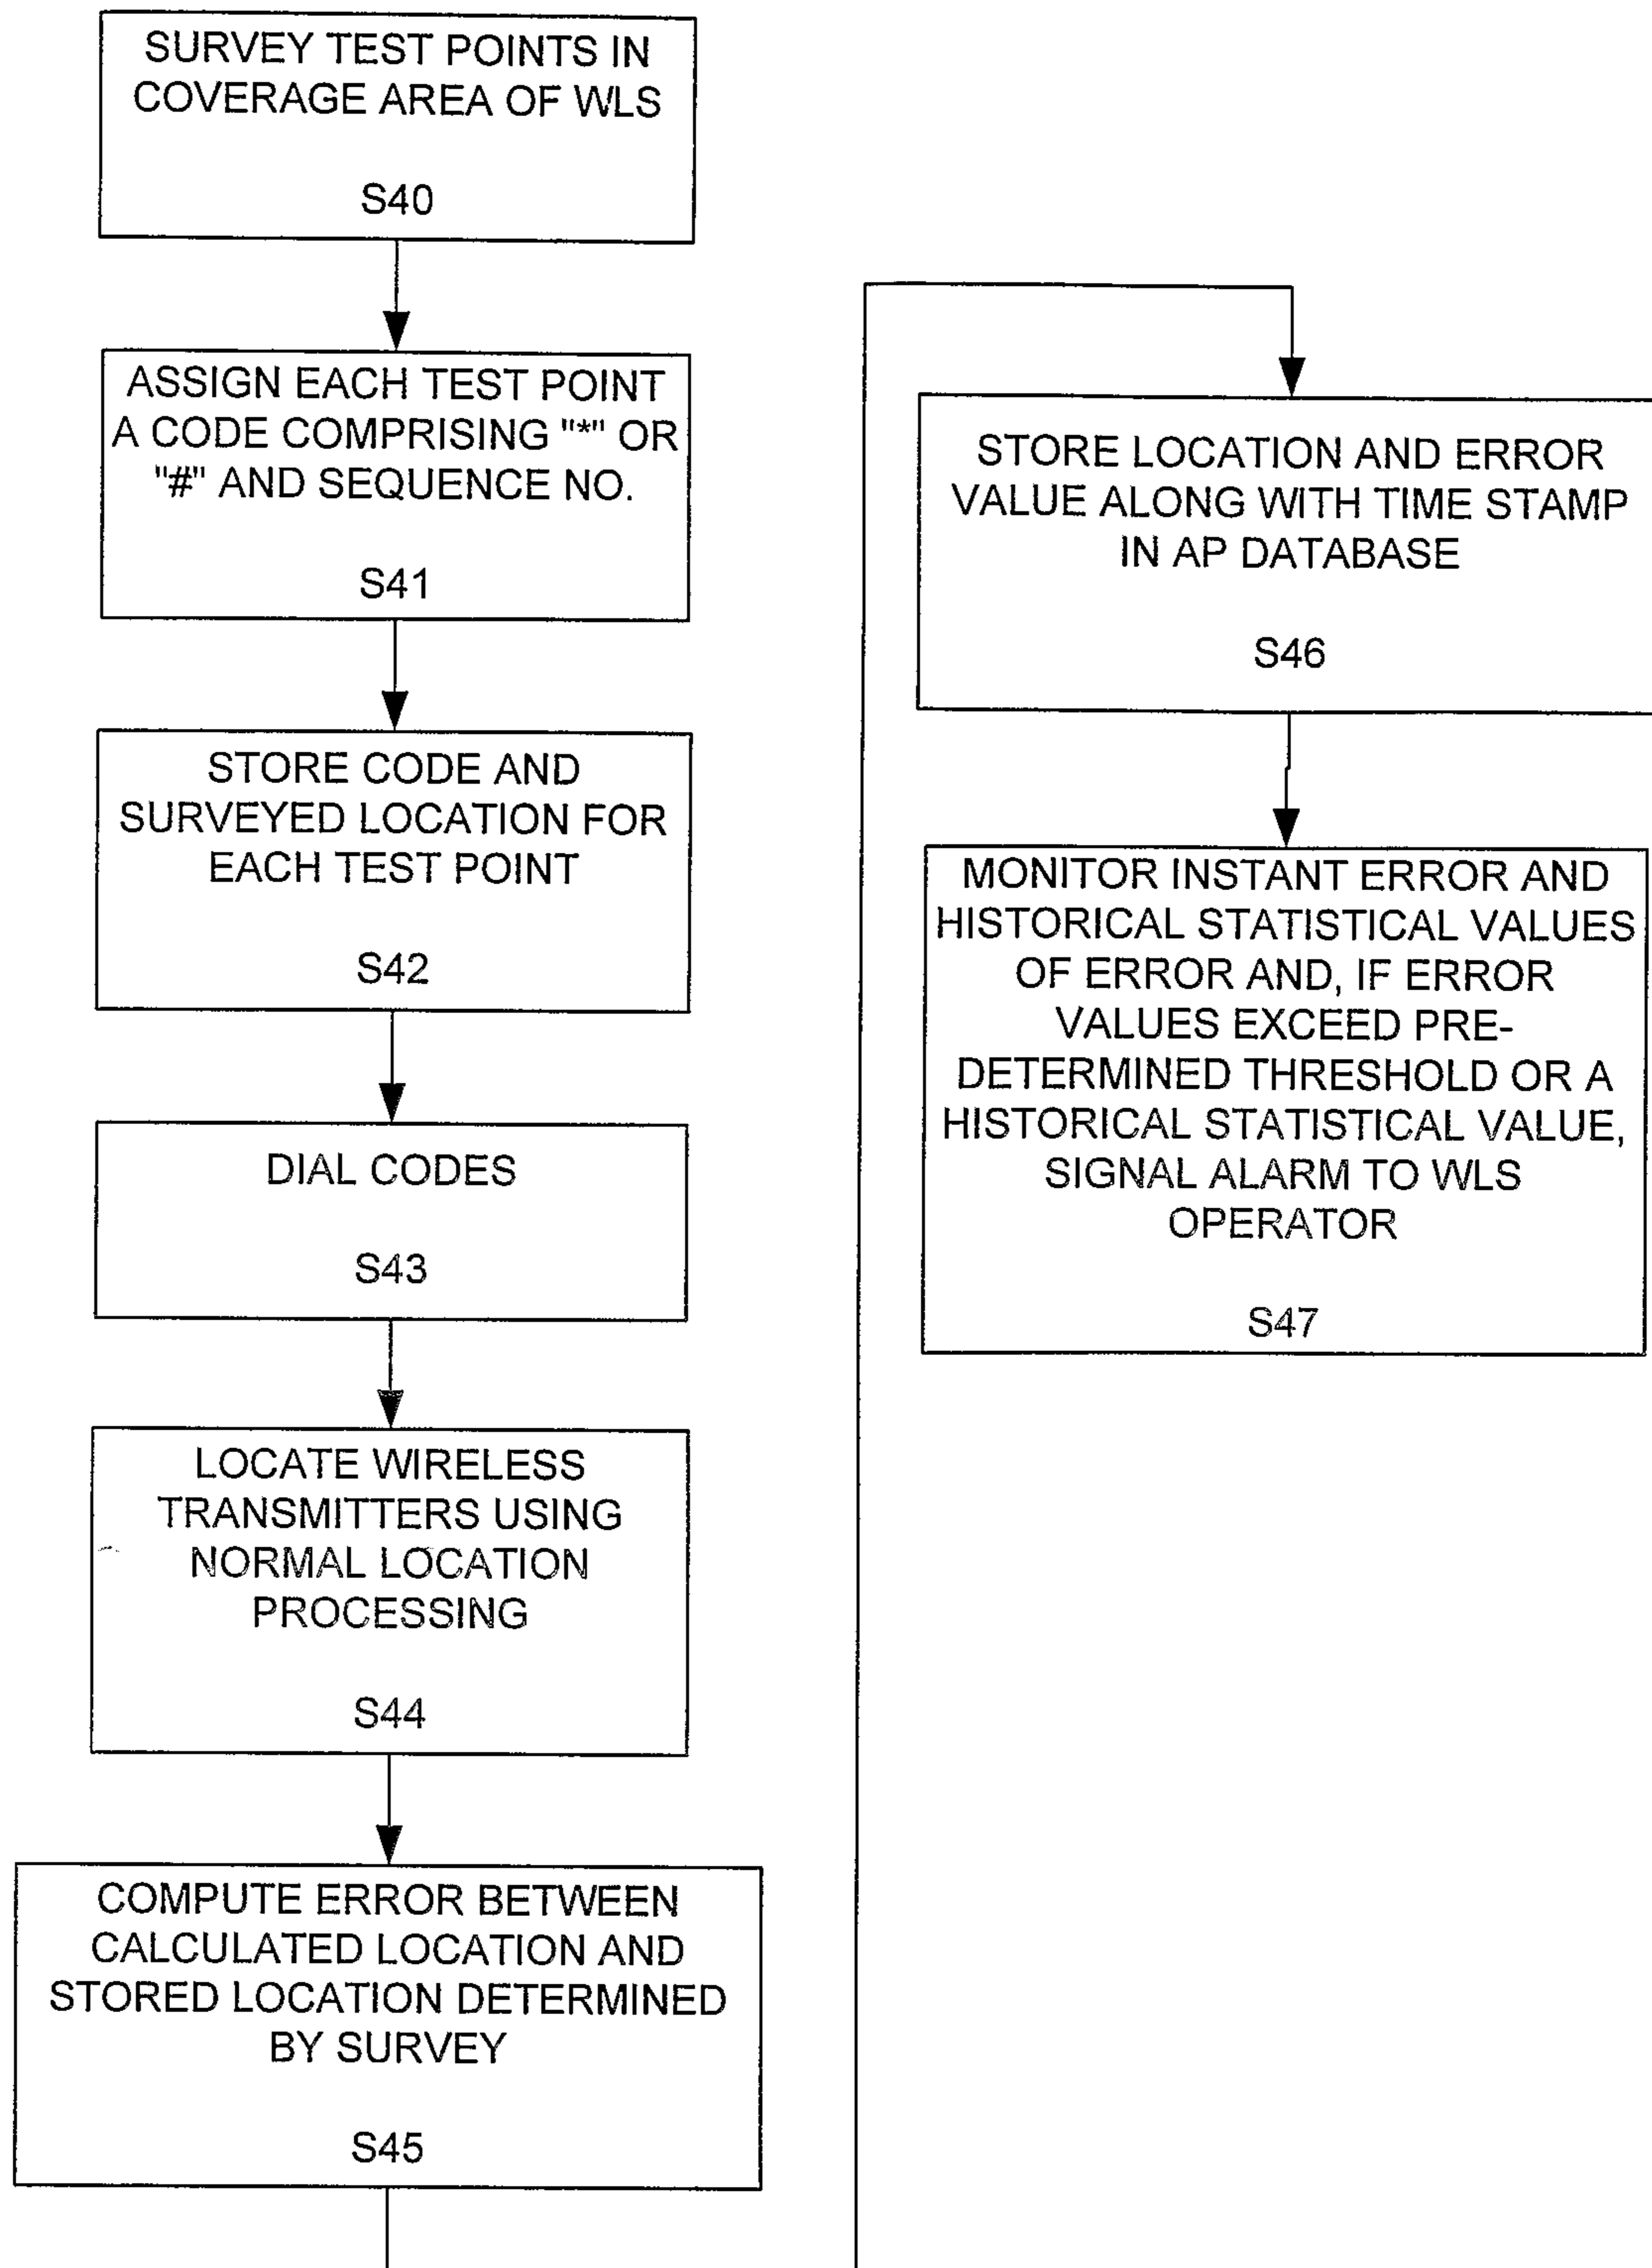 SURVEY TEST POINTS IN
COVERAGE AREA OF WLS
S40
ASSIGN EACH TEST POINT
A CODE COMPRISING "*" OR
"#" AND SEQUENCE NO.
S41
STORE CODE AND
SURVEYED LOCATION FOR
EACH TEST POINT
S42
DIAL CODES
S43
LOCATE WIRELESS
TRANSMITTERS USING
NORMAL LOCATION
PROCESSING
S44
COMPUTE ERROR BETWEEN
CALCULATED LOCATION AND
STORED LOCATION DETERMINED
BY SURVEY
S45
STORE LOCATION AND ERROR
VALUE ALONG WITH TIME STAMP
IN AP DATABASE
S46
MONITOR INSTANT ERROR AND
HISTORICAL STATISTICAL VALUES
OF ERROR AND, IF ERROR
VALUES EXCEED PRE-
DETERMINED THRESHOLD OR A
HISTORICAL STATISTICAL VALUE,
SIGNAL ALARM TO WLS
OPERATOR
S47